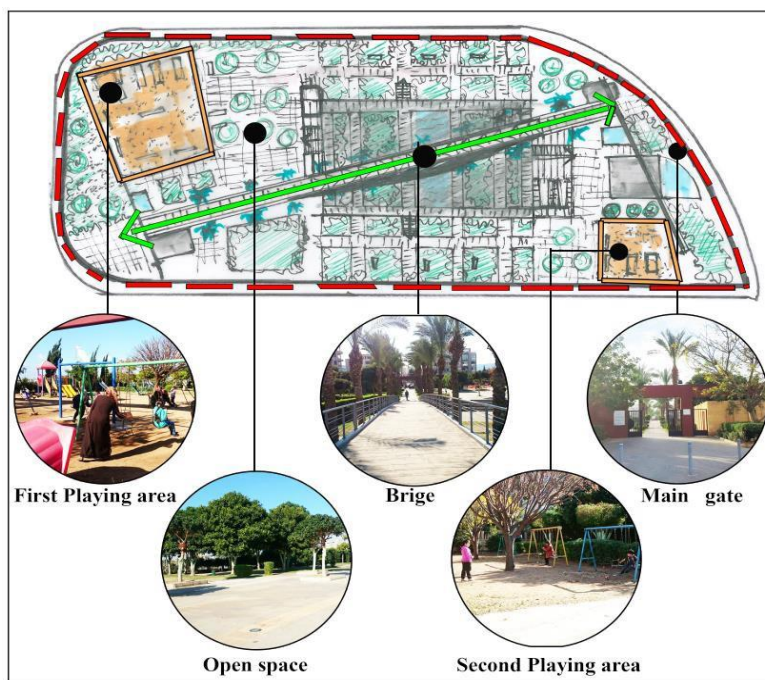 First Playing area
Brige
Main gate
Open space
Second Playing area